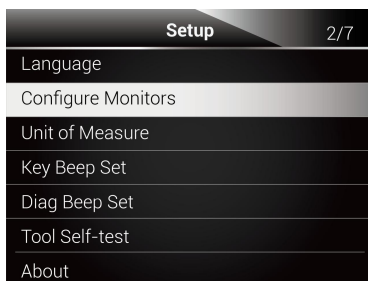 Setup 2/7
Language
Configure Monitors
Unit of Measure
Key Beep Set
Diag Beep Set
Tool Self-test
About